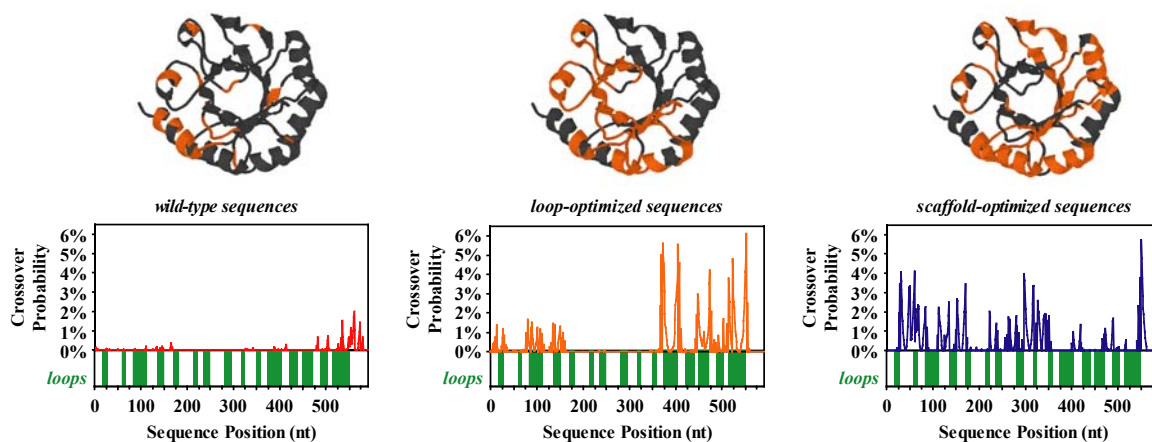 wild-type sequences
Crossover
Probability
6%
5%
4%
3%
2%
1%
0%
loops
0 100 200 300 400 500
Sequence Position (nt)
loop-optimized sequences
Crossover
Probability
6%
5%
4%
3%
2%
1%
0%
loops
0 100 200 300 400 500
Sequence Position (nt)
scaffold-optimized sequences
Crossover
Probability
6%
5%
4%
3%
2%
1%
0%
loops
0 100 200 300 400 500
Sequence Position (nt)